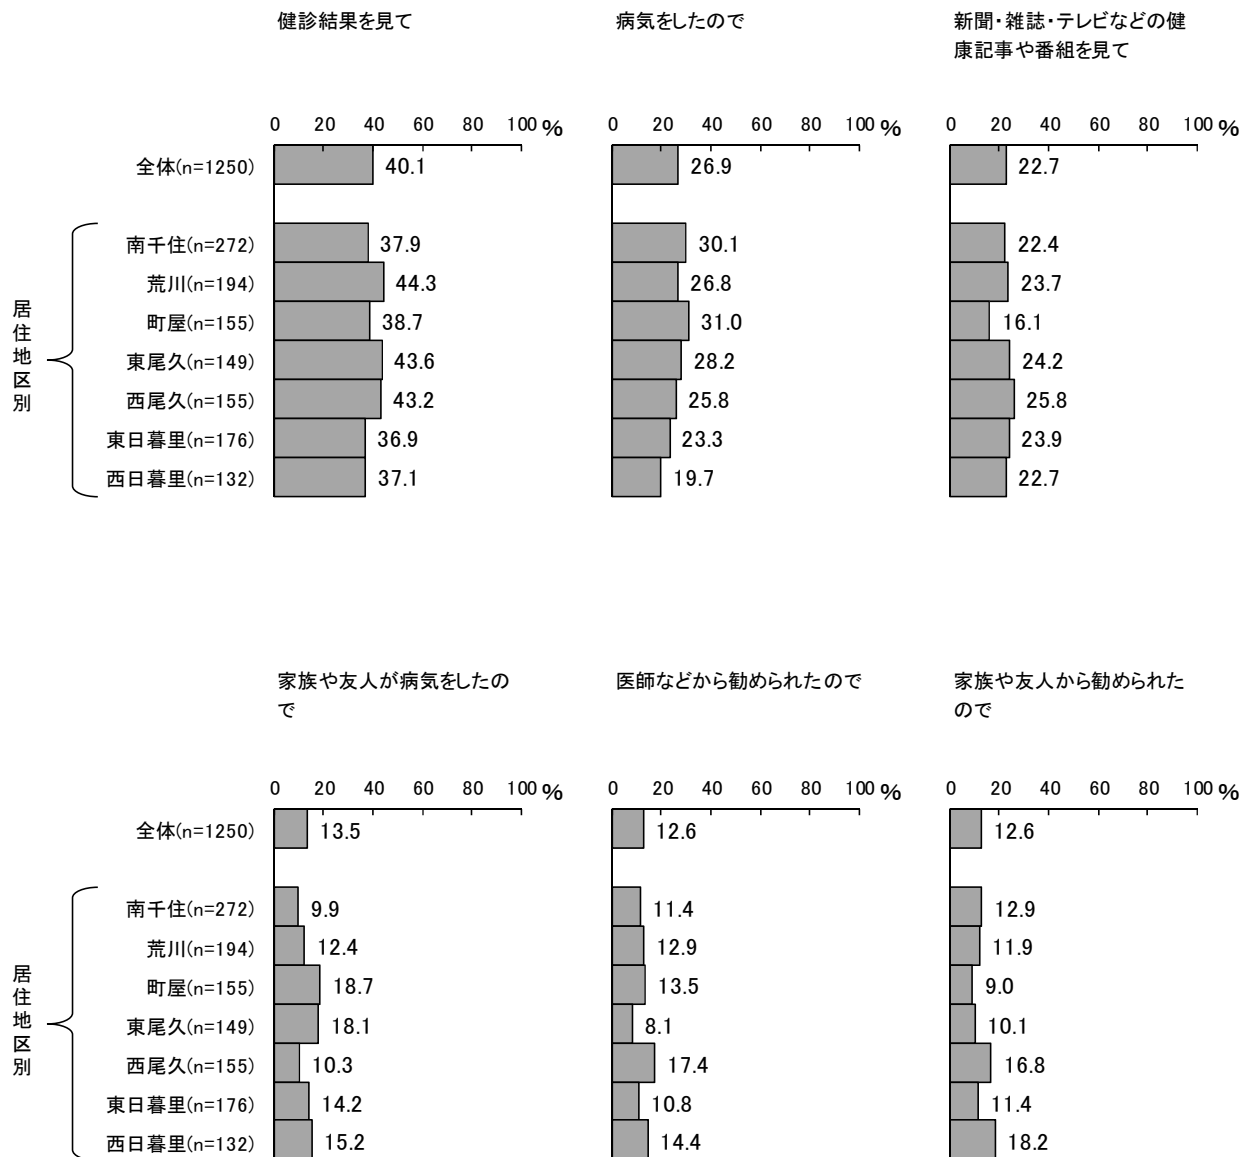 健診結果を見て
病気をしたので
新聞・雑誌・テレビなどの健
康記事や番組を見て
0 20 40 60 80 100 %
0 20 40 60 80 100 %
0 20 40 60 80 100 %
全体(n=1250) 40.1 26.9 22.7
居住地区別
南千住(n=272) 37.9 30.1 22.4
荒川(n=194) 44.3 26.8 23.7
町屋(n=155) 38.7 31.0 16.1
東尾久(n=149) 43.6 28.2 24.2
西尾久(n=155) 43.2 25.8 25.8
東日暮里(n=176) 36.9 23.3 23.9
西日暮里(n=132) 37.1 19.7 22.7
家族や友人が病気をしたの
で
医師などから勧められたので
家族や友人から勧められた
ので
0 20 40 60 80 100 %
0 20 40 60 80 100 %
0 20 40 60 80 100 %
全体(n=1250) 13.5 12.6 12.6
居住地区別
南千住(n=272) 9.9 11.4 12.9
荒川(n=194) 12.4 12.9 11.9
町屋(n=155) 18.7 13.5 9.0
東尾久(n=149) 18.1 8.1 10.1
西尾久(n=155) 10.3 17.4 16.8
東日暮里(n=176) 14.2 10.8 11.4
西日暮里(n=132) 15.2 14.4 18.2